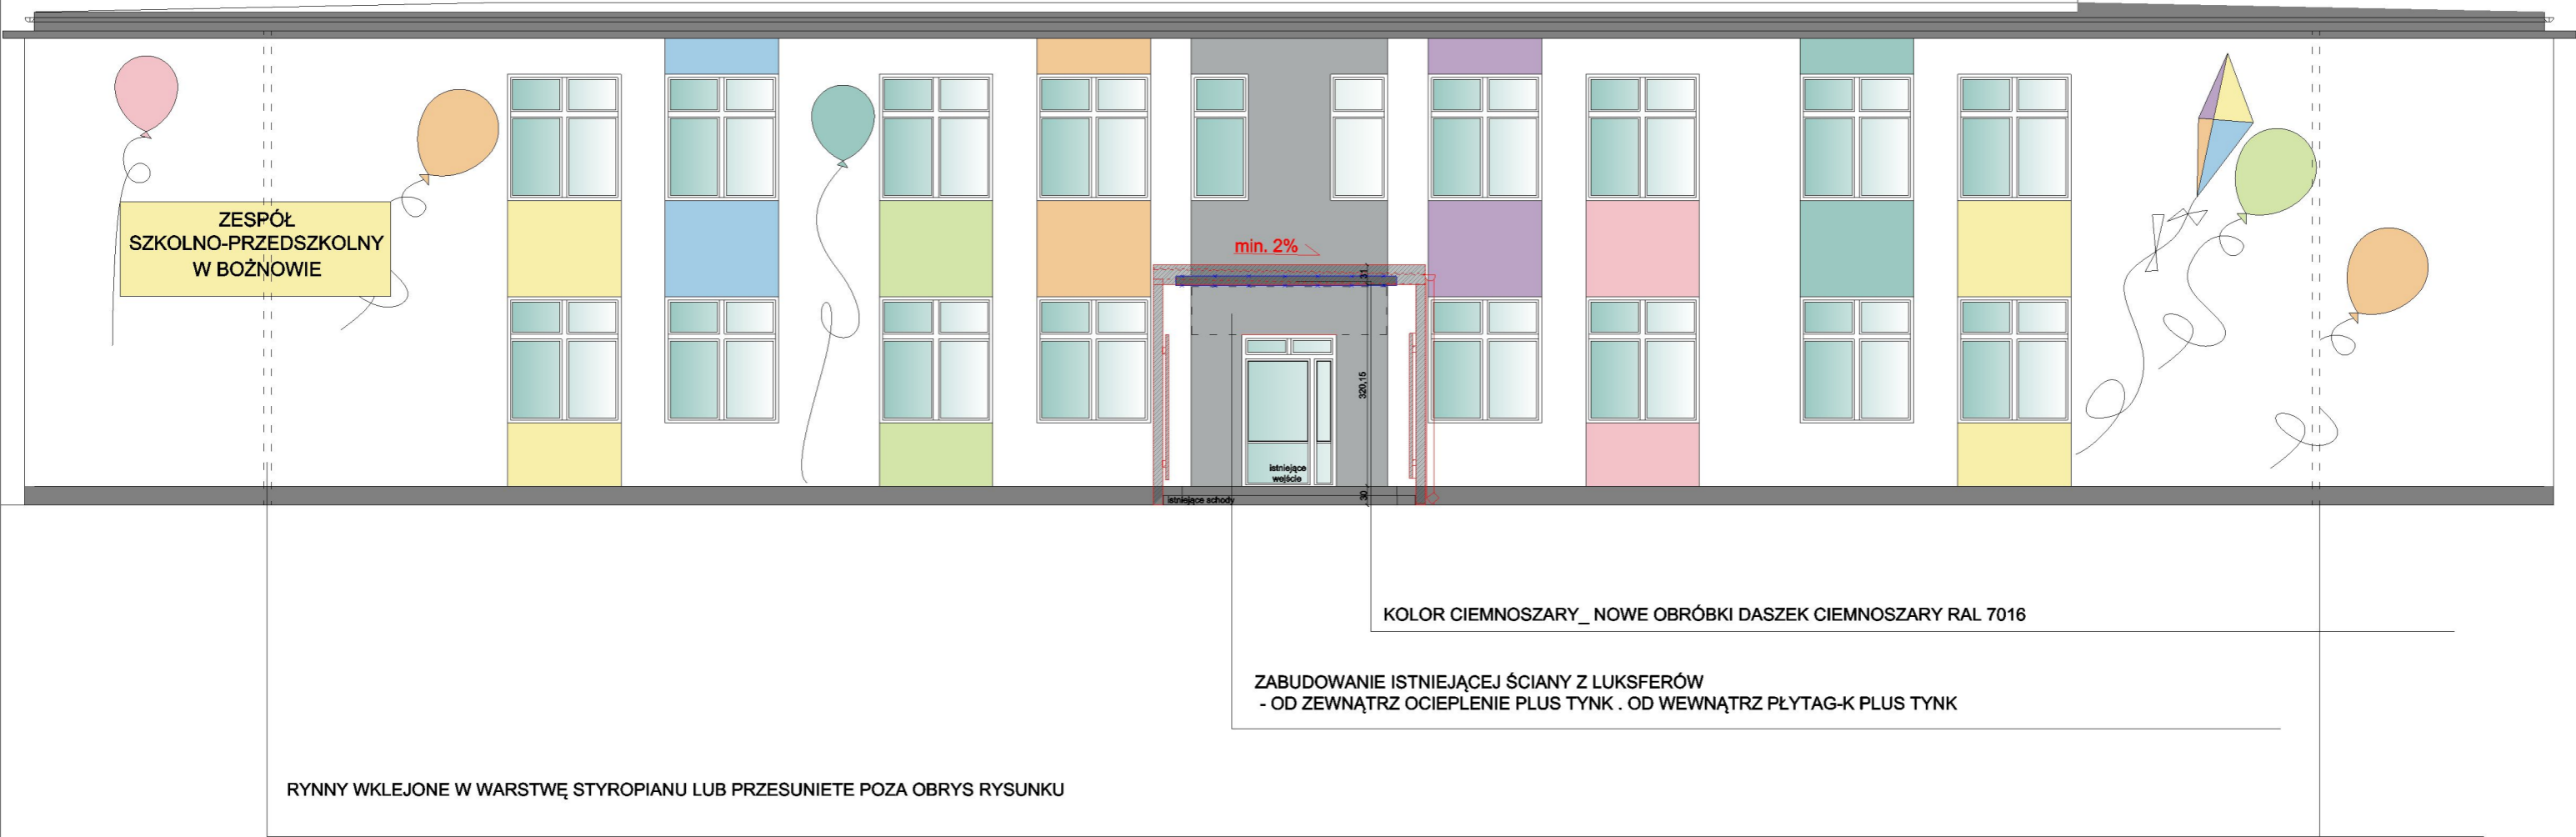 ZESPÓŁ
SZKOLNO-PRZEDSZKOLNY
W BOŻNOWIE
min. 2%
31
320,15
istniejące
wejście
30
istniejące schody
KOLOR CIEMNOSZARY_ NOWE OBRÓBKI DASZEK CIEMNOSZARY RAL 7016
ZABUDOWANIE ISTNIEJĄCEJ ŚCIANY Z LUKSFERÓW
- OD ZEWNĄTRZ OCIEPLENIE PLUS TYNK . OD WEWNĄTRZ PŁYTAG-K PLUS TYNK
RYNNY WKLEJONE W WARSTWĘ STYROPIANU LUB PRZESUNIETE POZA OBRYS RYSUNKU